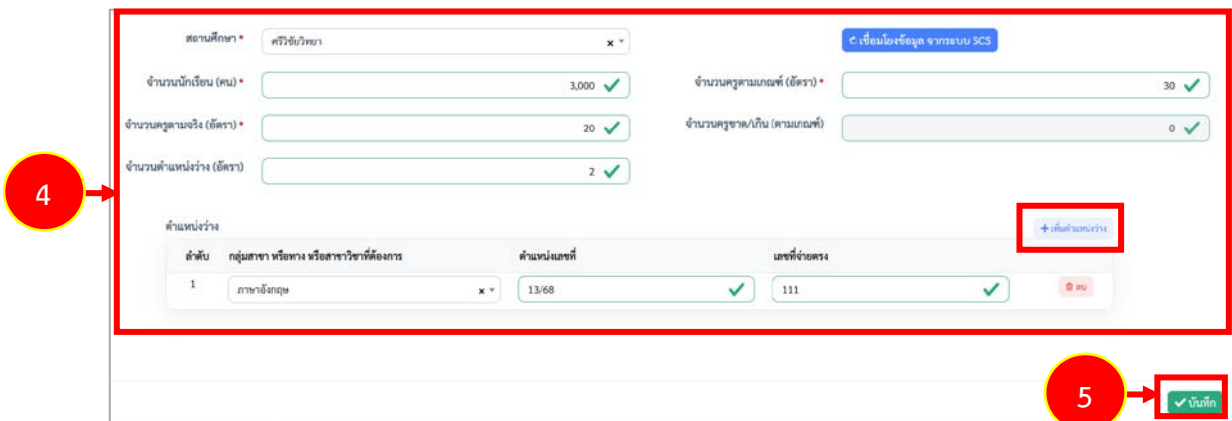 สถานศึกษา * ศรีวิชัยวิทยา x เชื่อมโยงข้อมูล จากระบบ SCS
จำนวนนักเรียน (คน) * 3,000 จำนวนครูตามเกณฑ์ (อัตรา) * 30
จำนวนครูตามจริง (อัตรา) * 20 จำนวนครูขาด/เกิน (ตามเกณฑ์) 0
จำนวนตำแหน่งว่าง (อัตรา) 2
4
ตำแหน่งว่าง + เพิ่มตำแหน่งว่าง
ลำดับ กลุ่มสาขา หรือทาง หรือสาขาวิชาที่ต้องการ ตำแหน่งเลขที่ เลขที่จ่ายตรง
1 ภาษาอังกฤษ x 13/68 111 ลบ
5 บันทึก